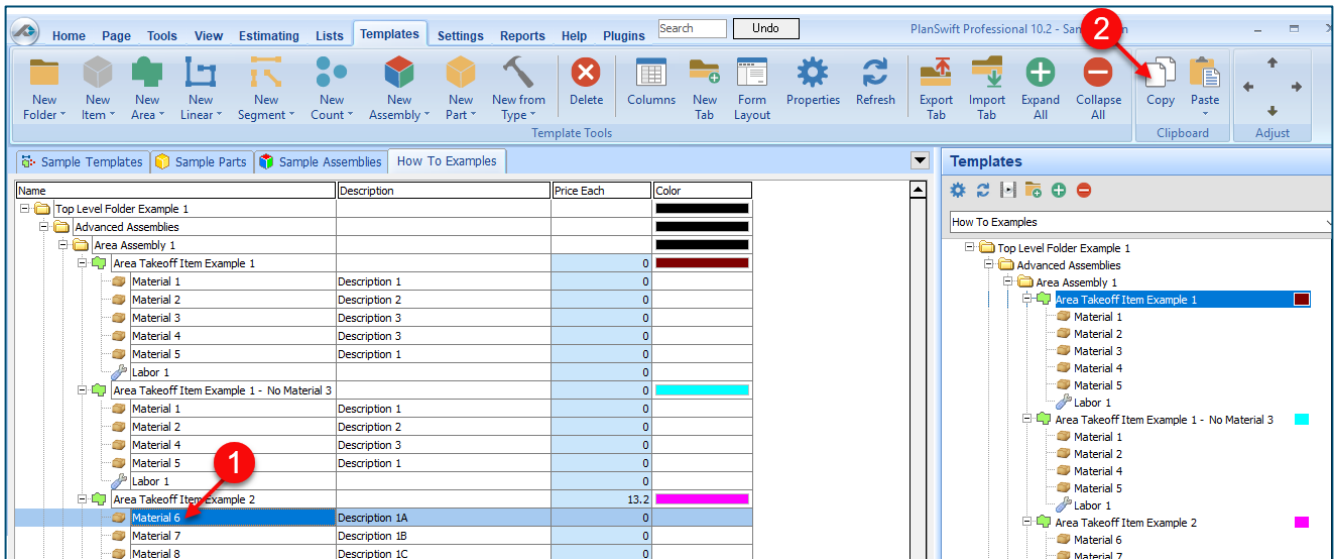 Home Page Tools View Estimating Lists Templates Settings Reports Help Plugins Search Undo PlanSwift Professional 10.2 - Sam
2
New Folder
New Item
New Area
New Linear
New Segment
New Count
New Assembly
New Part
New from Type
Delete
Columns
New Tab
Form Layout
Properties
Refresh
Export Tab
Import Tab
Expand All
Collapse All
Copy
Paste
Template Tools Clipboard Adjust
Sample Templates Sample Parts Sample Assemblies How To Examples
Name Description Price Each Color
Top Level Folder Example 1
Advanced Assemblies
Area Assembly 1
Area Takeoff Item Example 1 0
Material 1 Description 1 0
Material 2 Description 2 0
Material 3 Description 3 0
Material 4 Description 3 0
Material 5 Description 1 0
Labor 1 0
Area Takeoff Item Example 1 - No Material 3 0
Material 1 Description 1 0
Material 2 Description 2 0
Material 4 Description 3 0
Material 5 Description 1 0
1
Labor 1 0
Area Takeoff Item Example 2 13.2
Material 6 Description 1A 0
Material 7 Description 1B 0
Material 8 Description 1C 0
Templates
How To Examples
Top Level Folder Example 1
Advanced Assemblies
Area Assembly 1
Area Takeoff Item Example 1
Material 1
Material 2
Material 3
Material 4
Material 5
Labor 1
Area Takeoff Item Example 1 - No Material 3
Material 1
Material 2
Material 4
Material 5
Labor 1
Area Takeoff Item Example 2
Material 6
Material 7